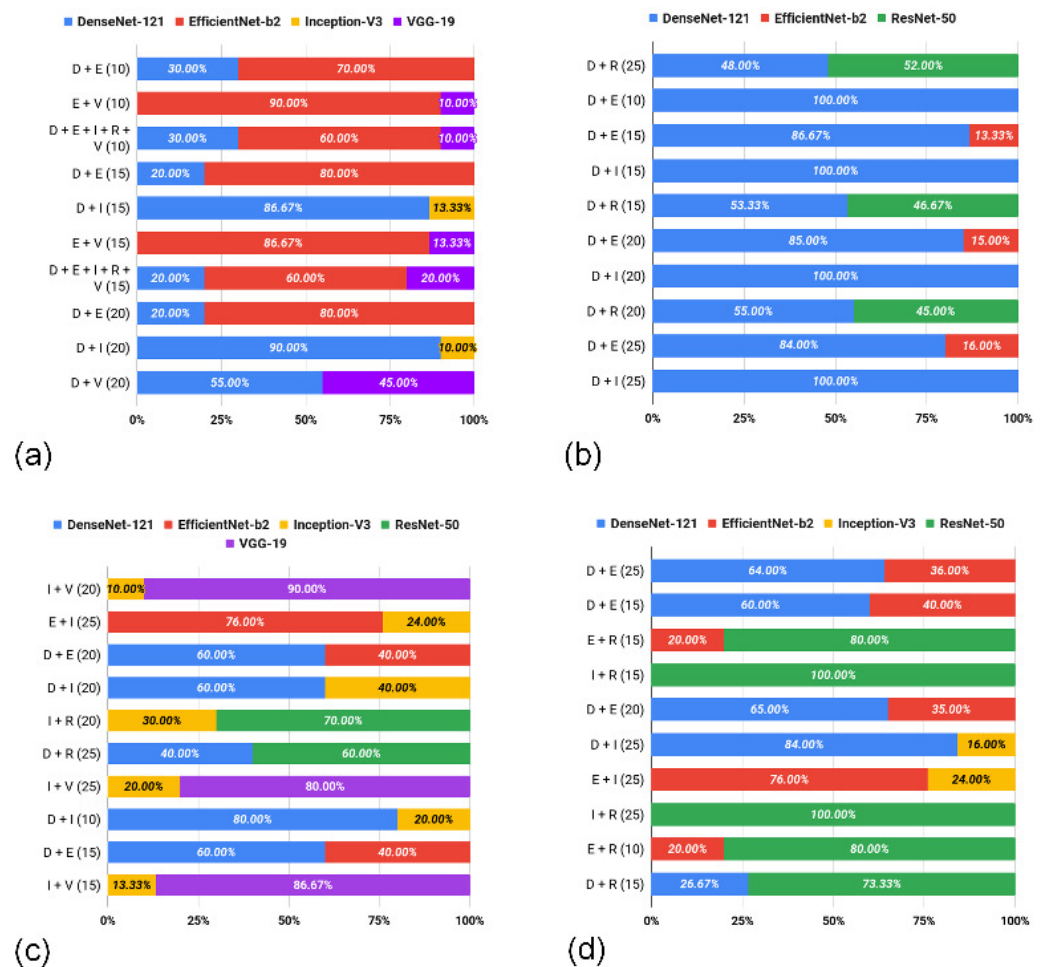 DenseNet-121 EfficientNet-b2 Inception-V3 VGG-19
D + E (10) 30.00% 70.00%
E + V (10) 90.00% 10.00%
D + E + I + R +
V (10) 30.00% 60.00% 10.00%
D + E (15) 20.00% 80.00%
D + I (15) 86.67% 13.33%
E + V (15) 86.67% 13.33%
D + E + I + R +
V (15) 20.00% 60.00% 20.00%
D + E (20) 20.00% 80.00%
D + I (20) 90.00% 10.00%
D + V (20) 55.00% 45.00%
0% 25% 50% 75% 100%
(a)
DenseNet-121 EfficientNet-b2 ResNet-50
D + R (25) 48.00% 52.00%
D + E (10) 100.00%
D + E (15) 86.67% 13.33%
D + I (15) 100.00%
D + R (15) 53.33% 46.67%
D + E (20) 85.00% 15.00%
D + I (20) 100.00%
D + R (20) 55.00% 45.00%
D + E (25) 84.00% 16.00%
D + I (25) 100.00%
0% 25% 50% 75% 100%
(b)
DenseNet-121 EfficientNet-b2 Inception-V3 ResNet-50
VGG-19
I + V (20) 10.00% 90.00%
E + I (25) 76.00% 24.00%
D + E (20) 60.00% 40.00%
D + I (20) 60.00% 40.00%
I + R (20) 30.00% 70.00%
D + R (25) 40.00% 60.00%
I + V (25) 20.00% 80.00%
D + I (10) 80.00% 20.00%
D + E (15) 60.00% 40.00%
I + V (15) 13.33% 86.67%
0% 25% 50% 75% 100%
(c)
DenseNet-121 EfficientNet-b2 Inception-V3 ResNet-50
D + E (25) 64.00% 36.00%
D + E (15) 60.00% 40.00%
E + R (15) 20.00% 80.00%
I + R (15) 100.00%
D + E (20) 65.00% 35.00%
D + I (25) 84.00% 16.00%
E + I (25) 76.00% 24.00%
I + R (25) 100.00%
E + R (10) 20.00% 80.00%
D + R (15) 26.67% 73.33%
0% 25% 50% 75% 100%
(d)